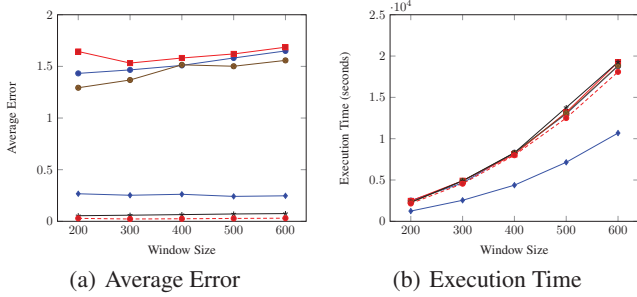 2
1.5
1
0.5
0
Average Error
200 300 400 500 600
Window Size
(a) Average Error
·10⁴
2.5
2
1.5
1
0.5
0
Execution Time (seconds)
200 300 400 500 600
Window Size
(b) Execution Time